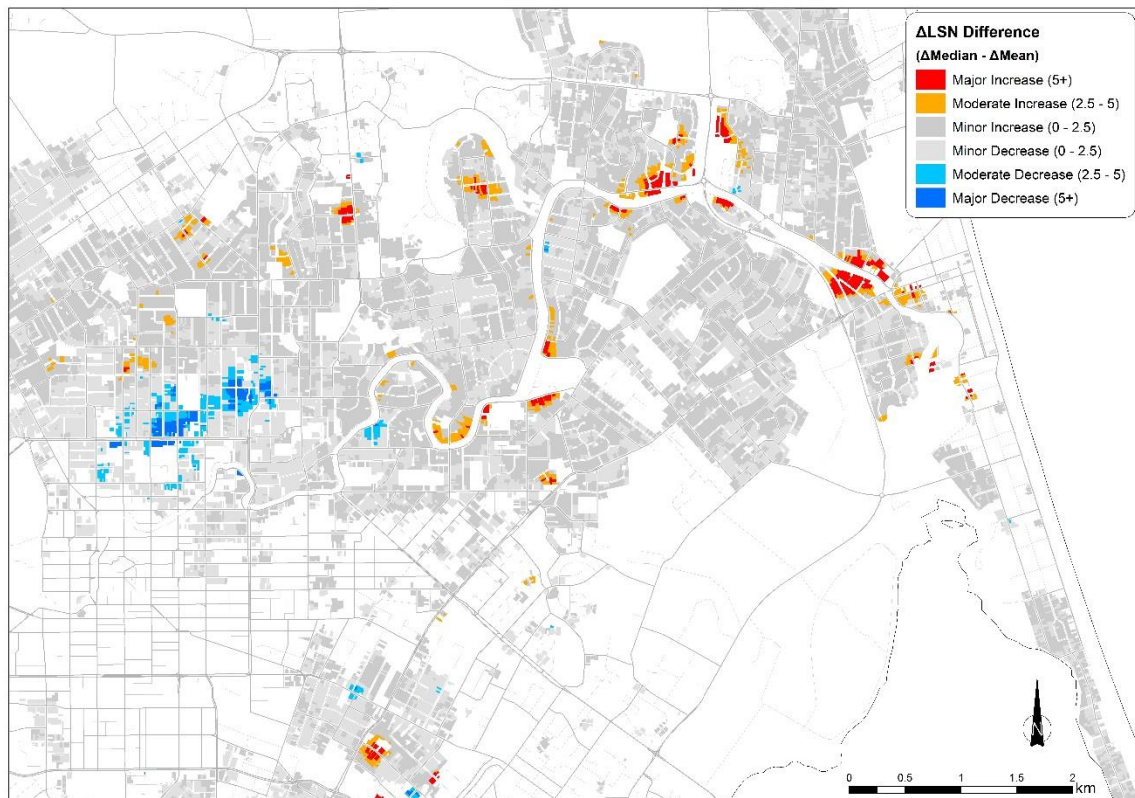 ΔLSN Difference
(ΔMedian - ΔMean)
Major Increase (5+)
Moderate Increase (2.5 - 5)
Minor Increase (0 - 2.5)
Minor Decrease (0 - 2.5)
Moderate Decrease (2.5 - 5)
Major Decrease (5+)
N
0 0.5 1 1.5 2
km